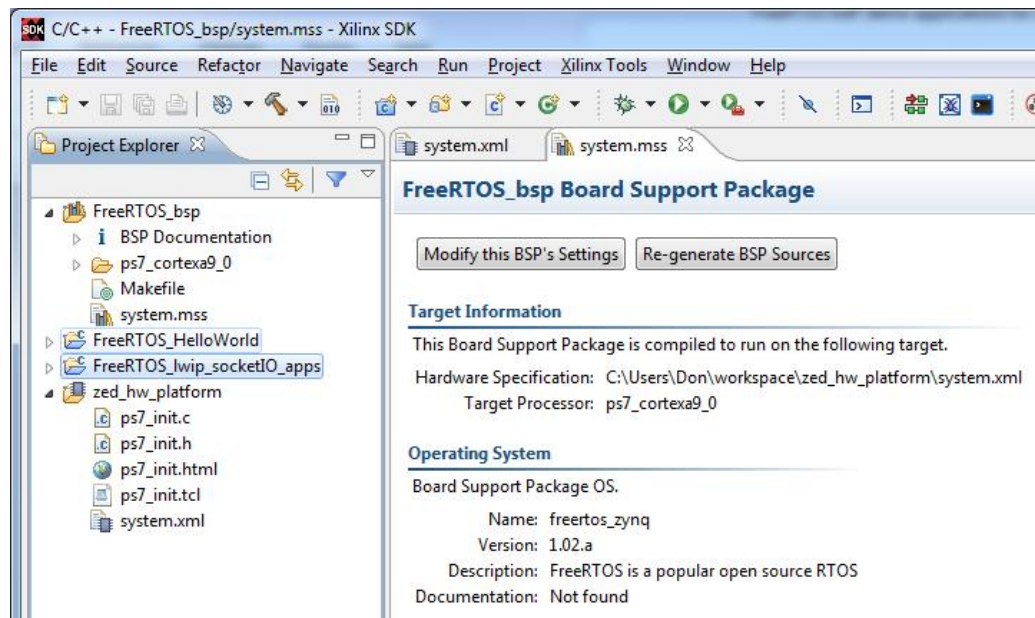 SDK C/C++ - FreeRTOS_bsp/system.mss - Xilinx SDK
File Edit Source Refactor Navigate Search Run Project Xilinx Tools Window Help
010
Project Explorer
system.xml
system.mss
FreeRTOS_bsp
BSP Documentation
ps7_cortexa9_0
Makefile
system.mss
FreeRTOS_HelloWorld
FreeRTOS_lwip_socketIO_apps
zed_hw_platform
ps7_init.c
ps7_init.h
ps7_init.html
ps7_init.tcl
system.xml
FreeRTOS_bsp Board Support Package
Modify this BSP's Settings
Re-generate BSP Sources
Target Information
This Board Support Package is compiled to run on the following target.
Hardware Specification: C:\Users\Don\workspace\zed_hw_platform\system.xml
Target Processor: ps7_cortexa9_0
Operating System
Board Support Package OS.
Name: freertos_zynq
Version: 1.02.a
Description: FreeRTOS is a popular open source RTOS
Documentation: Not found